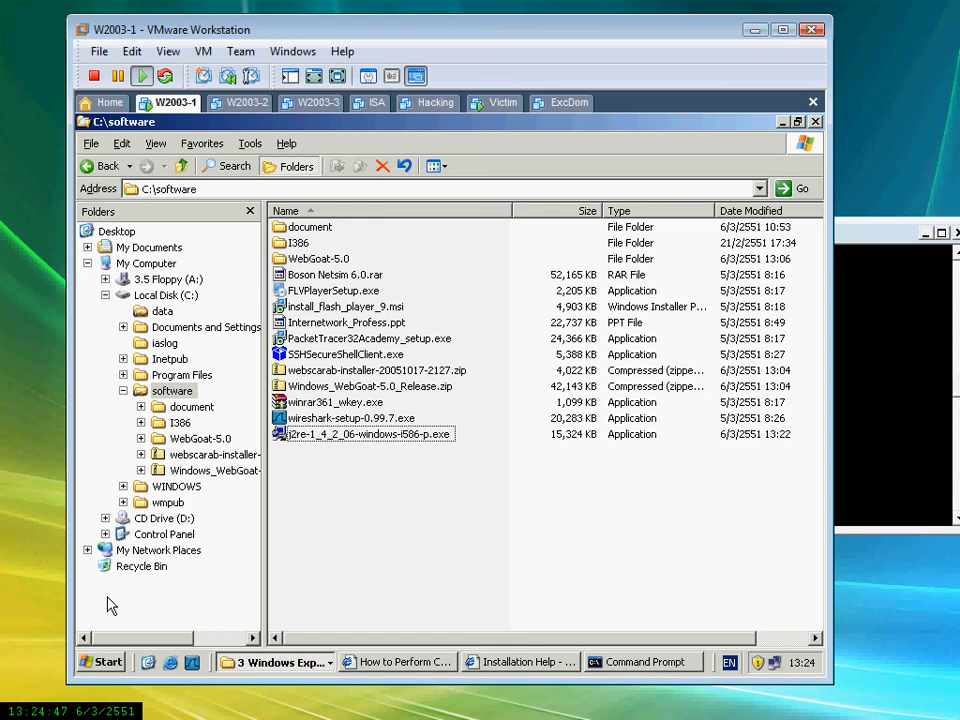 W2003-1 - VMware Workstation
File Edit View VM Team Windows Help
Home W2003-1 W2003-2 W2003-3 ISA Hacking Victim ExcDom
C:\software
File Edit View Favorites Tools Help
Back Search Folders
Address C:\software Go
Folders
Desktop
My Documents
My Computer
3.5 Floppy (A:)
Local Disk (C:)
data
Documents and Settings
iaslog
Inetpub
Program Files
software
document
I386
WebGoat-5.0
webscarab-installer-
Windows_WebGoat-
WINDOWS
wmpub
CD Drive (D:)
Control Panel
My Network Places
Recycle Bin
Name Size Type Date Modified
document File Folder 6/3/2551 10:53
I386 File Folder 21/2/2551 17:34
WebGoat-5.0 File Folder 6/3/2551 13:06
Boson Netsim 6.0.rar 52,165 KB RAR File 5/3/2551 8:16
FLVPlayerSetup.exe 2,205 KB Application 5/3/2551 8:17
install_flash_player_9.msi 4,903 KB Windows Installer P... 5/3/2551 8:18
Internetwork_Profess.ppt 22,737 KB PPT File 5/3/2551 8:49
PacketTracer32Academy_setup.exe 24,366 KB Application 5/3/2551 8:17
SSHSecureShellClient.exe 5,388 KB Application 5/3/2551 8:27
webscarab-installer-20051017-2127.zip 4,022 KB Compressed (zippe... 6/3/2551 13:04
Windows_WebGoat-5.0_Release.zip 42,143 KB Compressed (zippe... 6/3/2551 13:04
winrar361_wkey.exe 1,099 KB Application 5/3/2551 8:17
wireshark-setup-0.99.7.exe 20,283 KB Application 5/3/2551 8:26
j2re-1_4_2_06-windows-i586-p.exe 15,324 KB Application 6/3/2551 13:22
Start 3 Windows Exp... How to Perform C... Installation Help - ... Command Prompt EN 13:24
13:24:47 6/3/2551